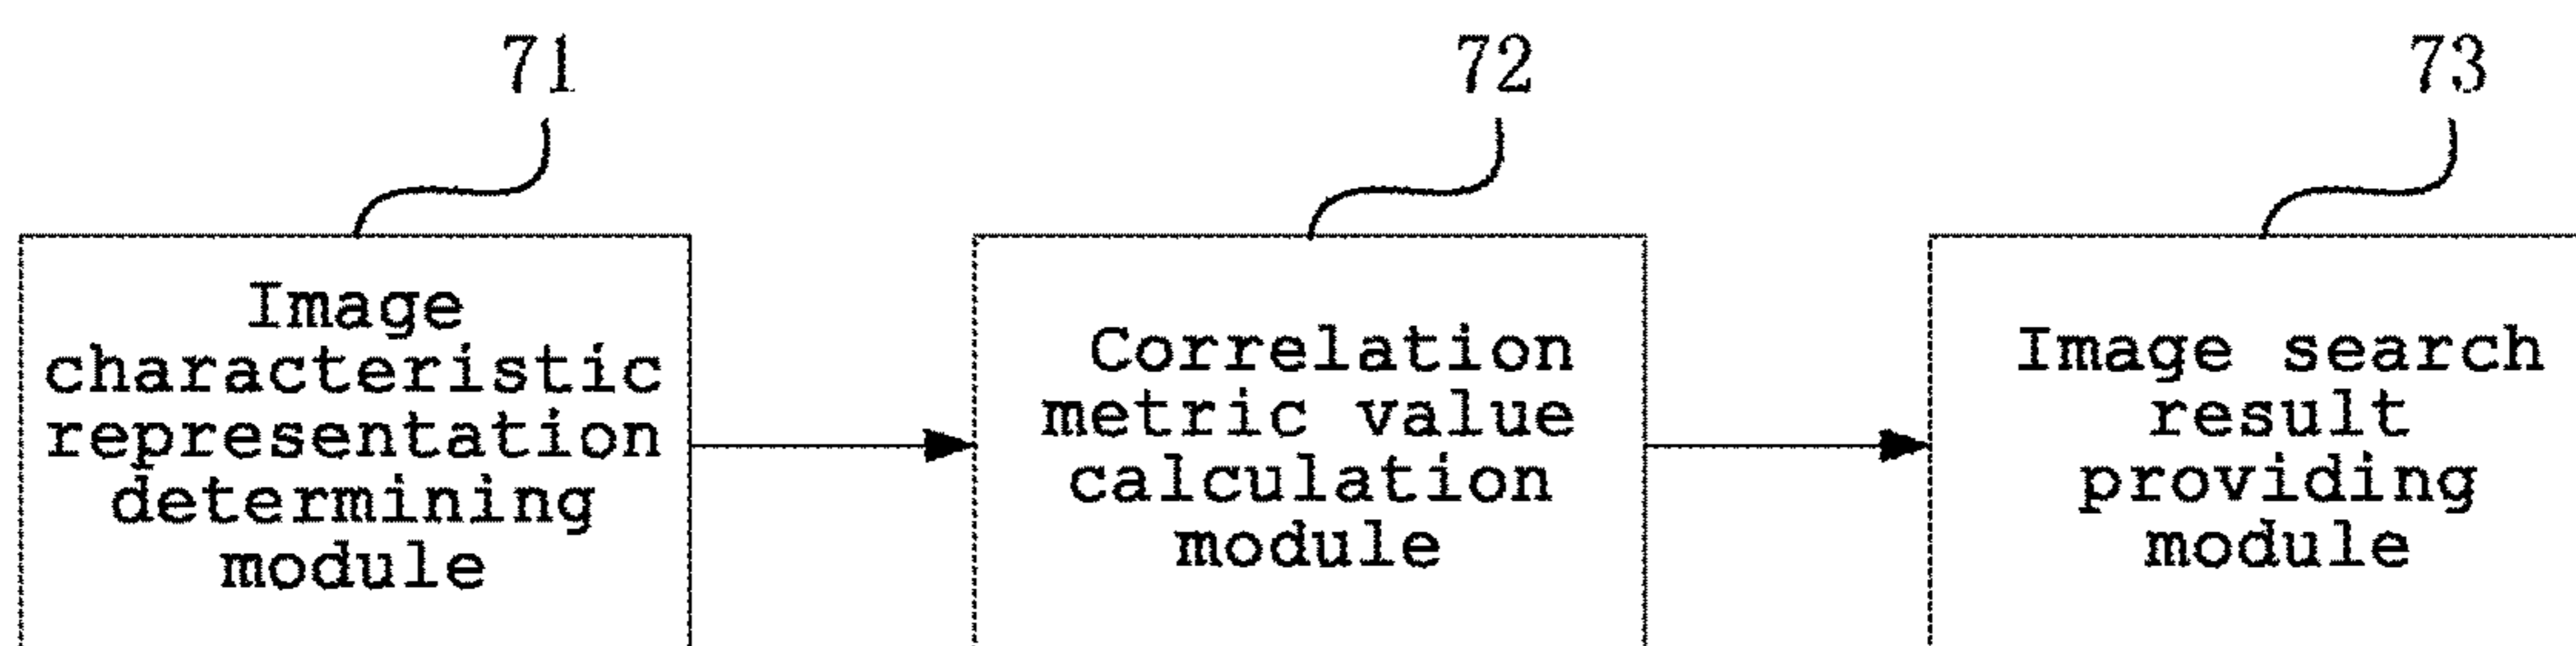 71
72
73
Image
characteristic
representation
determining
module
Correlation
metric value
calculation
module
Image search
result
providing
module